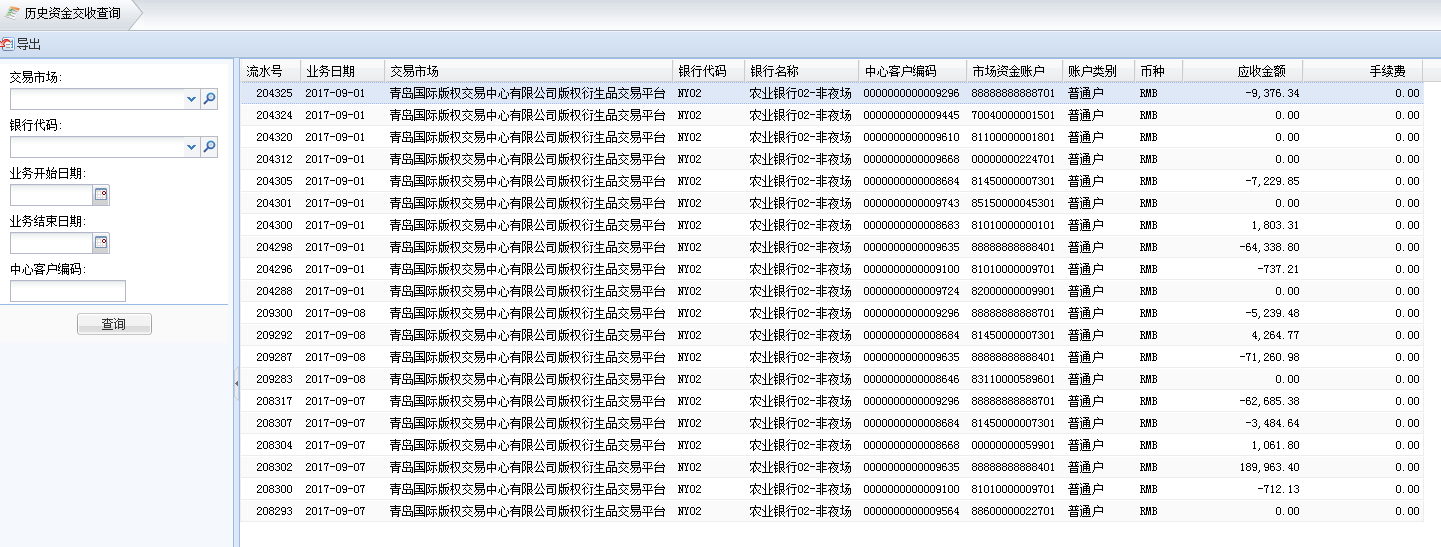 历史资金交收查询
导出
交易市场:
银行代码:
业务开始日期:
业务结束日期:
中心客户编码:
查询
流水号 业务日期 交易市场 银行代码 银行名称 中心客户编码 市场资金账户 账户类别 币种 应收金额 手续费
204325 2017-09-01 青岛国际版权交易中心有限公司版权衍生品交易平台 NY02 农业银行02-非夜场 0000000000009296 88888888888701 普通户 RMB -9,376.34 0.00
204324 2017-09-01 青岛国际版权交易中心有限公司版权衍生品交易平台 NY02 农业银行02-非夜场 0000000000009445 70040000001501 普通户 RMB 0.00 0.00
204320 2017-09-01 青岛国际版权交易中心有限公司版权衍生品交易平台 NY02 农业银行02-非夜场 0000000000009610 81100000001801 普通户 RMB 0.00 0.00
204312 2017-09-01 青岛国际版权交易中心有限公司版权衍生品交易平台 NY02 农业银行02-非夜场 0000000000009668 00000000224701 普通户 RMB 0.00 0.00
204305 2017-09-01 青岛国际版权交易中心有限公司版权衍生品交易平台 NY02 农业银行02-非夜场 0000000000008684 81450000007301 普通户 RMB -7,229.85 0.00
204301 2017-09-01 青岛国际版权交易中心有限公司版权衍生品交易平台 NY02 农业银行02-非夜场 0000000000009743 85150000045301 普通户 RMB 0.00 0.00
204300 2017-09-01 青岛国际版权交易中心有限公司版权衍生品交易平台 NY02 农业银行02-非夜场 0000000000008683 81010000000101 普通户 RMB 1,803.31 0.00
204298 2017-09-01 青岛国际版权交易中心有限公司版权衍生品交易平台 NY02 农业银行02-非夜场 0000000000009635 88888888888401 普通户 RMB -64,338.80 0.00
204296 2017-09-01 青岛国际版权交易中心有限公司版权衍生品交易平台 NY02 农业银行02-非夜场 0000000000009100 81010000009701 普通户 RMB -737.21 0.00
204288 2017-09-01 青岛国际版权交易中心有限公司版权衍生品交易平台 NY02 农业银行02-非夜场 0000000000009724 82000000009901 普通户 RMB 0.00 0.00
209300 2017-09-08 青岛国际版权交易中心有限公司版权衍生品交易平台 NY02 农业银行02-非夜场 0000000000009296 88888888888701 普通户 RMB -5,239.48 0.00
209292 2017-09-08 青岛国际版权交易中心有限公司版权衍生品交易平台 NY02 农业银行02-非夜场 0000000000008684 81450000007301 普通户 RMB 4,264.77 0.00
209287 2017-09-08 青岛国际版权交易中心有限公司版权衍生品交易平台 NY02 农业银行02-非夜场 0000000000009635 88888888888401 普通户 RMB -71,260.98 0.00
209283 2017-09-08 青岛国际版权交易中心有限公司版权衍生品交易平台 NY02 农业银行02-非夜场 0000000000008646 83110000589601 普通户 RMB 0.00 0.00
208317 2017-09-07 青岛国际版权交易中心有限公司版权衍生品交易平台 NY02 农业银行02-非夜场 0000000000009296 88888888888701 普通户 RMB -62,685.38 0.00
208307 2017-09-07 青岛国际版权交易中心有限公司版权衍生品交易平台 NY02 农业银行02-非夜场 0000000000008684 81450000007301 普通户 RMB -3,484.64 0.00
208304 2017-09-07 青岛国际版权交易中心有限公司版权衍生品交易平台 NY02 农业银行02-非夜场 0000000000008668 00000000059901 普通户 RMB 1,061.80 0.00
208302 2017-09-07 青岛国际版权交易中心有限公司版权衍生品交易平台 NY02 农业银行02-非夜场 0000000000009635 88888888888401 普通户 RMB 189,963.40 0.00
208300 2017-09-07 青岛国际版权交易中心有限公司版权衍生品交易平台 NY02 农业银行02-非夜场 0000000000009100 81010000009701 普通户 RMB -712.13 0.00
208293 2017-09-07 青岛国际版权交易中心有限公司版权衍生品交易平台 NY02 农业银行02-非夜场 0000000000009564 88600000022701 普通户 RMB 0.00 0.00